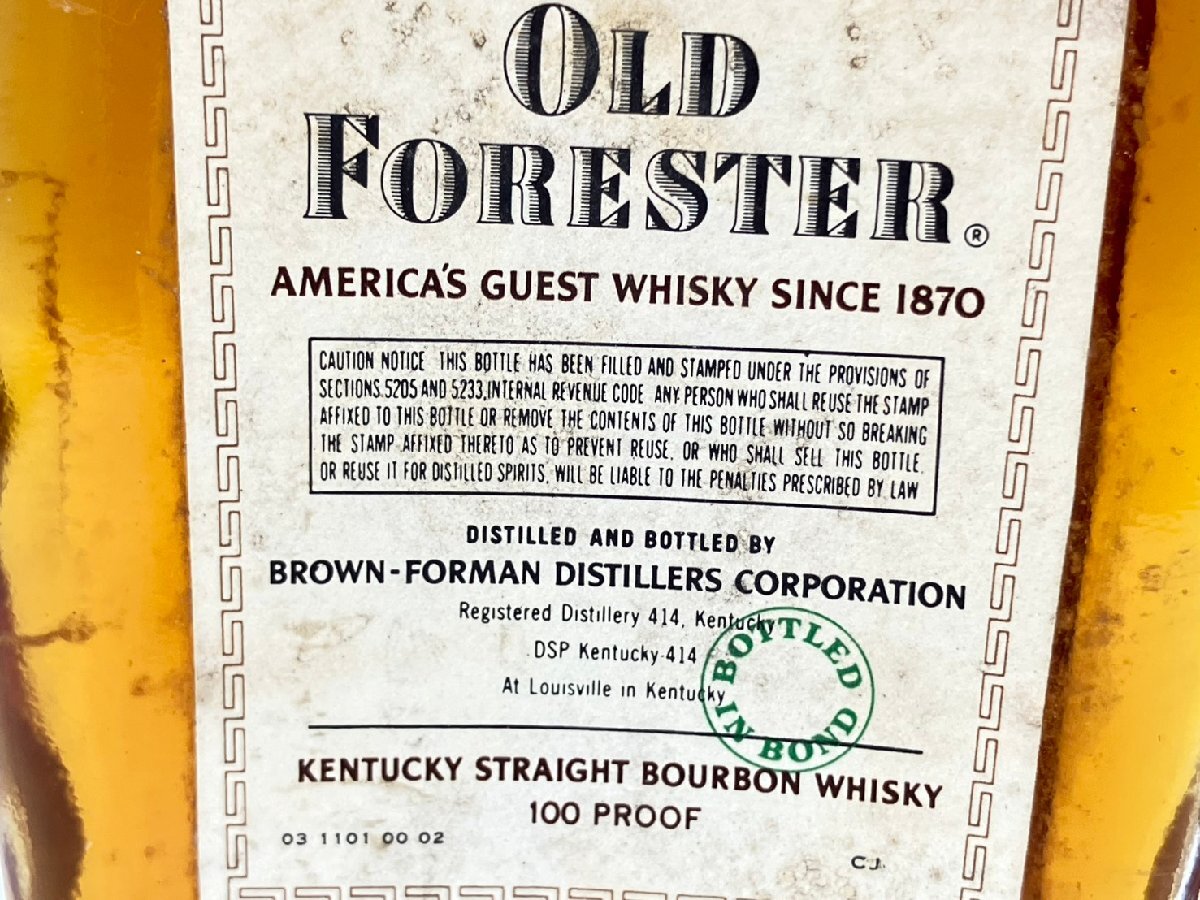 OLD
FORESTER®
AMERICA'S GUEST WHISKY SINCE 1870
CAUTION NOTICE THIS BOTTLE HAS BEEN FILLED AND STAMPED UNDER THE PROVISIONS OF
SECTIONS 5205 AND 5233, INTERNAL REVENUE CODE ANY PERSON WHO SHALL REUSE THE STAMP
AFFIXED TO THIS BOTTLE OR REMOVE THE CONTENTS OF THIS BOTTLE WITHOUT SO BREAKING
THE STAMP AFFIXED THERETO AS TO PREVENT REUSE, OR WHO SHALL SELL THIS BOTTLE,
OR REUSE IT FOR DISTILLED SPIRITS, WILL BE LIABLE TO THE PENALTIES PRESCRIBED BY LAW
DISTILLED AND BOTTLED BY
BROWN-FORMAN DISTILLERS CORPORATION
Registered Distillery 414, Kentucky
DSP Kentucky-414
At Louisville in Kentucky
BOTTLED IN BOND
KENTUCKY STRAIGHT BOURBON WHISKY
100 PROOF
03 1101 00 02
C.J.